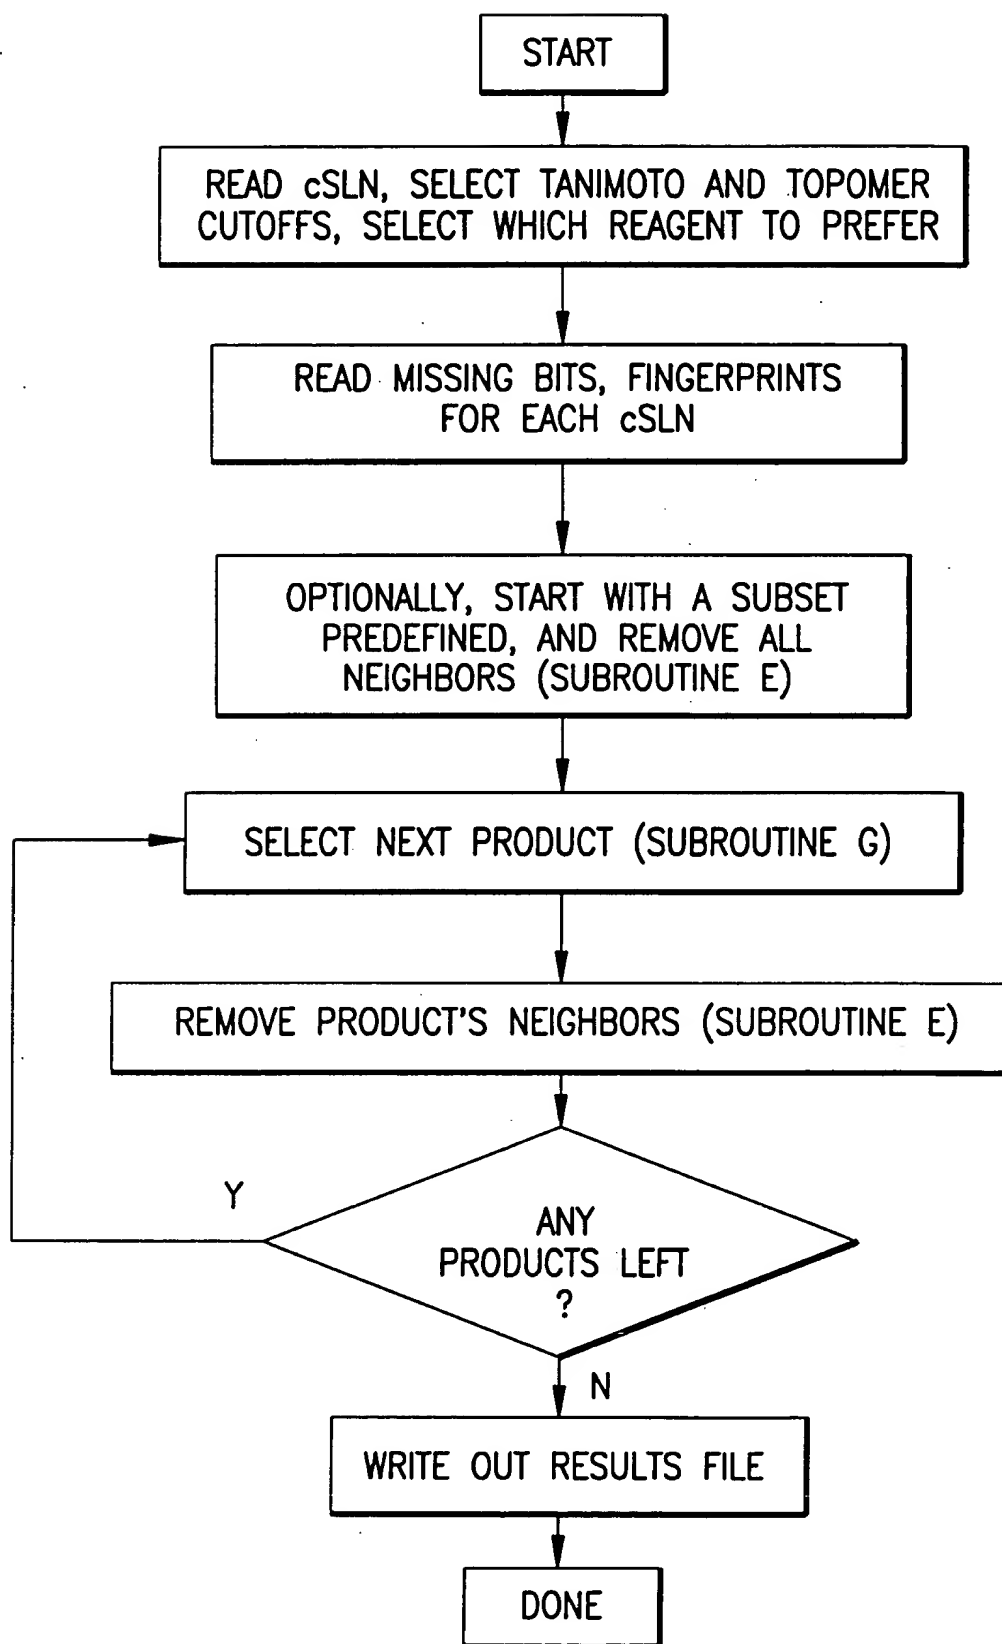 START
READ cSLN, SELECT TANIMOTO AND TOPOMER
CUTOFFS, SELECT WHICH REAGENT TO PREFER
READ MISSING BITS, FINGERPRINTS
FOR EACH cSLN
OPTIONALLY, START WITH A SUBSET
PREDEFINED, AND REMOVE ALL
NEIGHBORS (SUBROUTINE E)
SELECT NEXT PRODUCT (SUBROUTINE G)
REMOVE PRODUCT'S NEIGHBORS (SUBROUTINE E)
Y
ANY
PRODUCTS LEFT
?
N
WRITE OUT RESULTS FILE
DONE